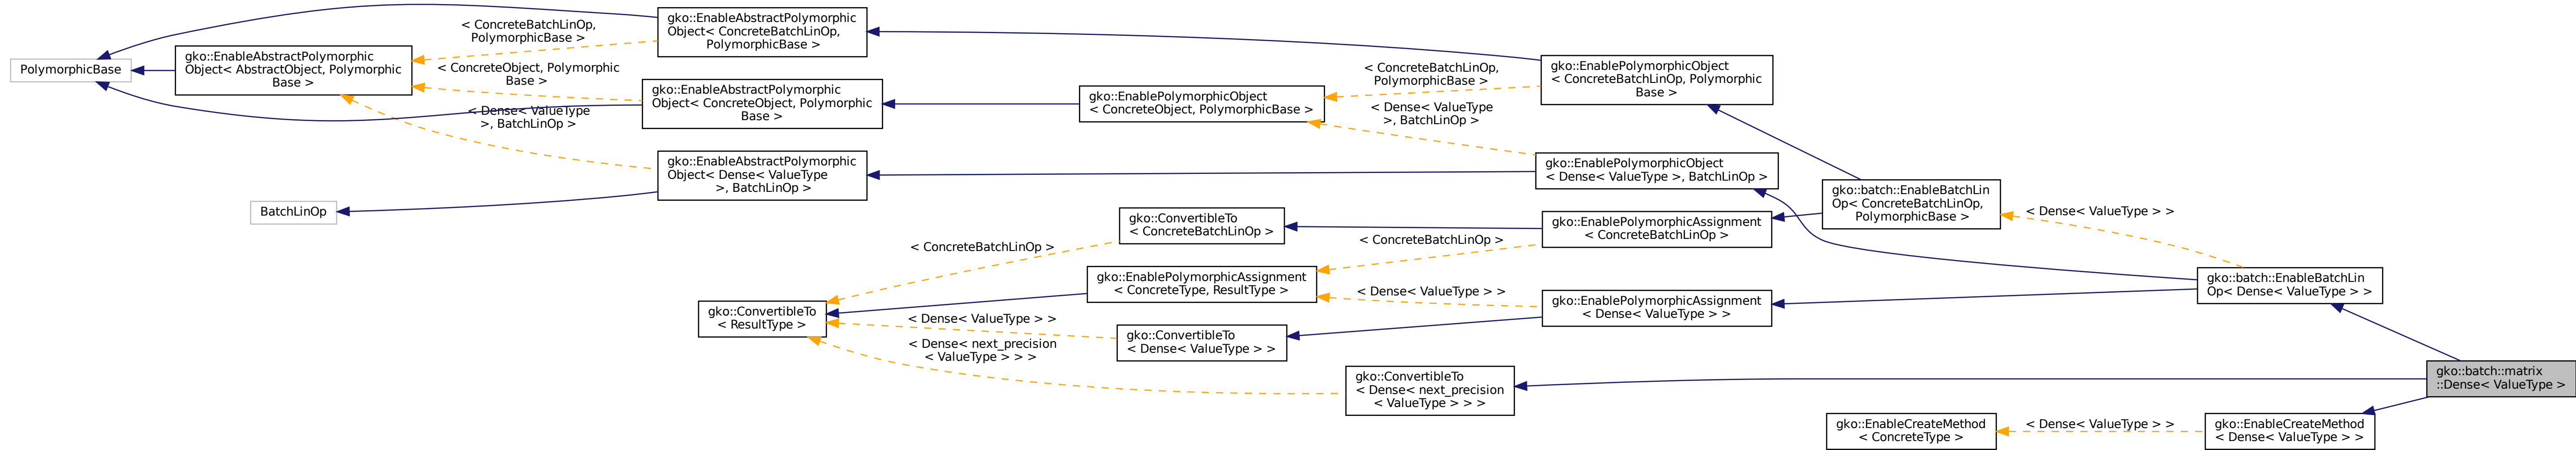 PolymorphicBase
gko::EnableAbstractPolymorphic
Object< AbstractObject, Polymorphic
Base >
BatchLinOp
< ConcreteBatchLinOp,
PolymorphicBase >
< ConcreteObject, Polymorphic
Base >
< Dense< ValueType
>, BatchLinOp >
gko::EnableAbstractPolymorphic
Object< ConcreteBatchLinOp,
PolymorphicBase >
gko::EnableAbstractPolymorphic
Object< ConcreteObject, Polymorphic
Base >
gko::EnableAbstractPolymorphic
Object< Dense< ValueType
>, BatchLinOp >
gko::ConvertibleTo
< ResultType >
< ConcreteBatchLinOp >
< Dense< ValueType > >
< Dense< next_precision
< ValueType > > >
gko::EnablePolymorphicObject
< ConcreteObject, PolymorphicBase >
gko::ConvertibleTo
< ConcreteBatchLinOp >
gko::EnablePolymorphicAssignment
< ConcreteType, ResultType >
gko::ConvertibleTo
< Dense< ValueType > >
< ConcreteBatchLinOp,
PolymorphicBase >
< Dense< ValueType
>, BatchLinOp >
< ConcreteBatchLinOp >
< Dense< ValueType > >
gko::ConvertibleTo
< Dense< next_precision
< ValueType > > >
gko::EnablePolymorphicObject
< ConcreteBatchLinOp, Polymorphic
Base >
gko::EnablePolymorphicObject
< Dense< ValueType >, BatchLinOp >
gko::EnablePolymorphicAssignment
< ConcreteBatchLinOp >
gko::EnablePolymorphicAssignment
< Dense< ValueType > >
gko::batch::EnableBatchLin
Op< ConcreteBatchLinOp,
PolymorphicBase >
gko::EnableCreateMethod
< ConcreteType >
< Dense< ValueType > >
< Dense< ValueType > >
gko::batch::EnableBatchLin
Op< Dense< ValueType > >
gko::EnableCreateMethod
< Dense< ValueType > >
gko::batch::matrix
::Dense< ValueType >